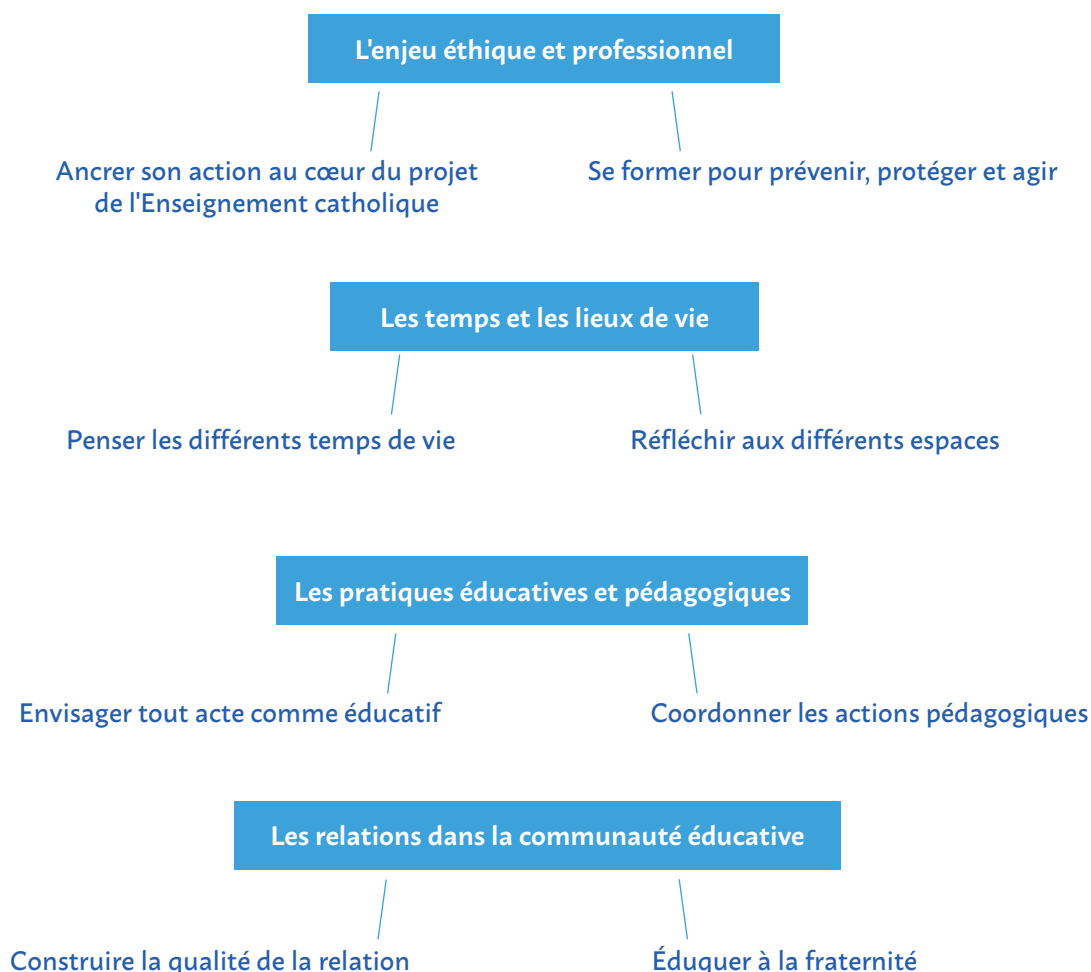 L'enjeu éthique et professionnel
Ancrer son action au cœur du projet
de l'Enseignement catholique
Se former pour prévenir, protéger et agir
Les temps et les lieux de vie
Penser les différents temps de vie
Réfléchir aux différents espaces
Les pratiques éducatives et pédagogiques
Envisager tout acte comme éducatif
Coordonner les actions pédagogiques
Les relations dans la communauté éducative
Construire la qualité de la relation
Éduquer à la fraternité